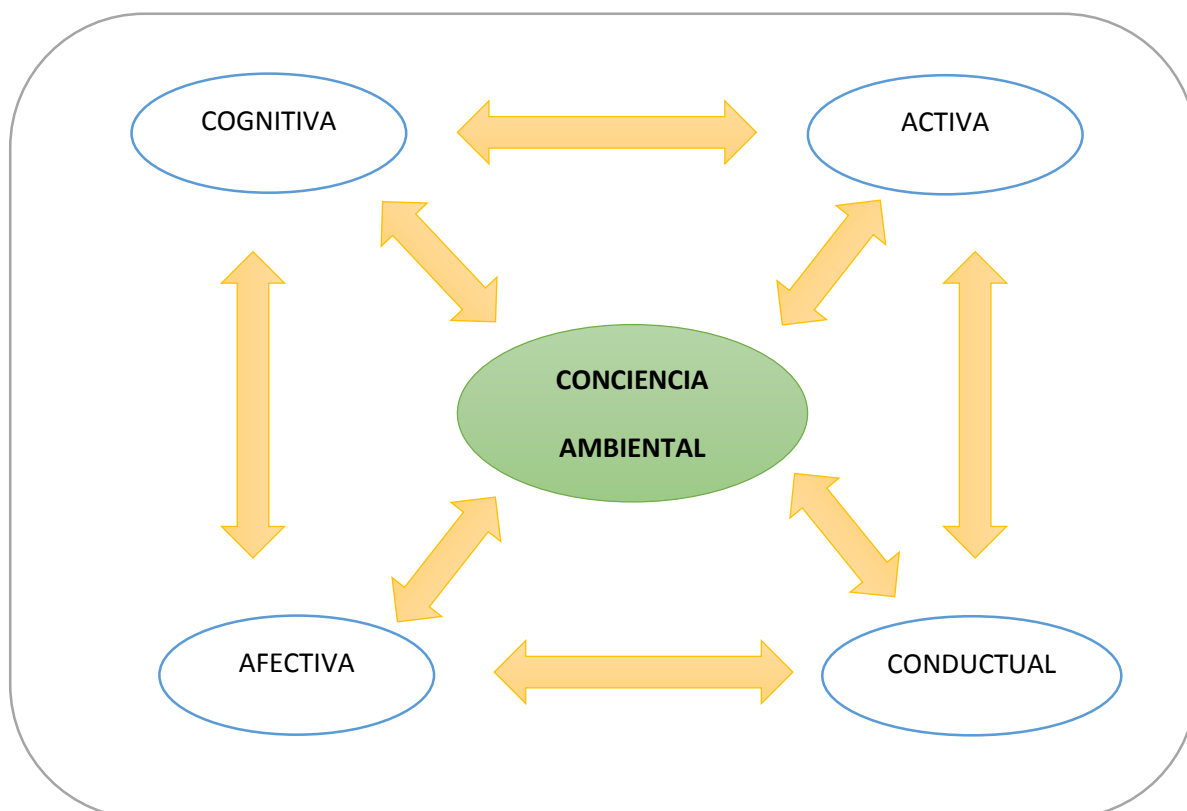 COGNITIVA
ACTIVA
CONCIENCIA
AMBIENTAL
AFECTIVA
CONDUCTUAL